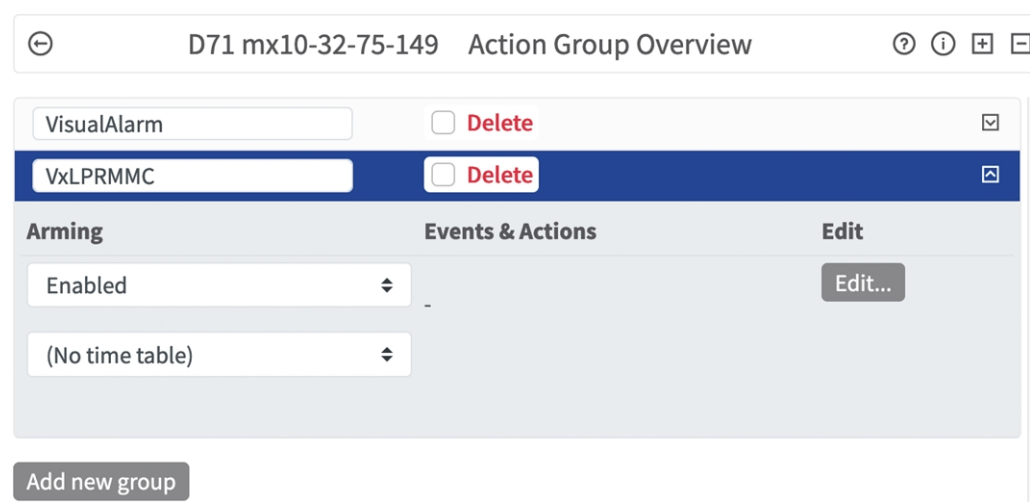 D71 mx10-32-75-149 Action Group Overview
VisualAlarm Delete
VxLPRMMC Delete
Arming Events & Actions Edit
Enabled - Edit...
(No time table)
Add new group